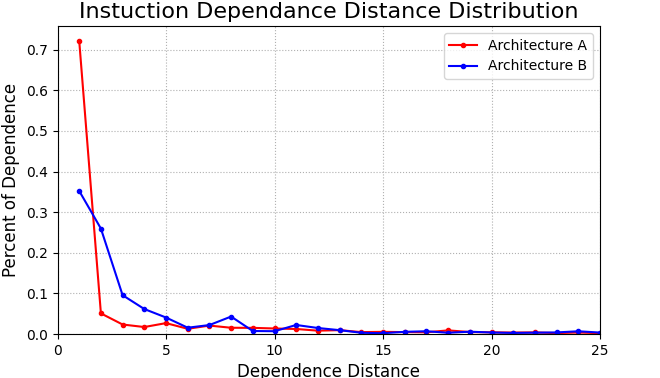 Instuction Dependance Distance Distribution
Architecture A
Architecture B
Percent of Dependence
0.7
0.6
0.5
0.4
0.3
0.2
0.1
0.0
0 5 10 15 20 25
Dependence Distance